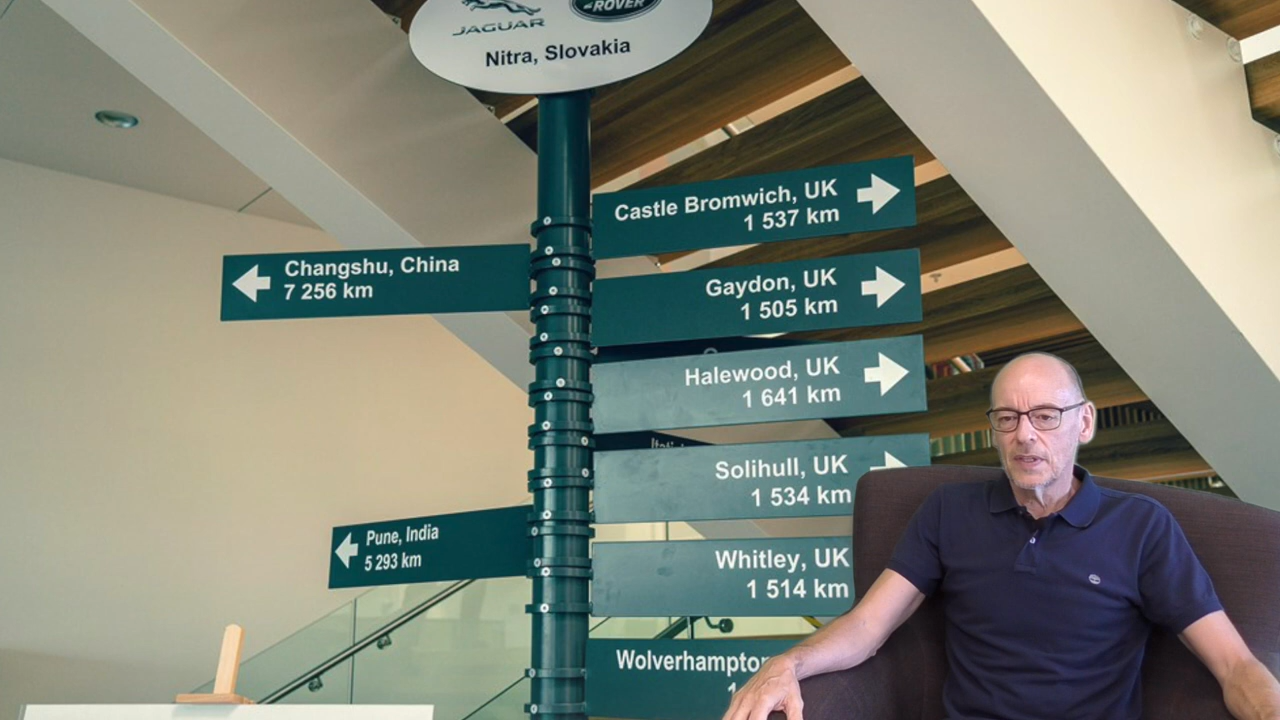 JAGUAR
ROVER
Nitra, Slovakia
Castle Bromwich, UK
1 537 km
Changshu, China
7 256 km
Gaydon, UK
1 505 km
Halewood, UK
1 641 km
Solihull, UK
1 534 km
Pune, India
5 293 km
Whitley, UK
1 514 km